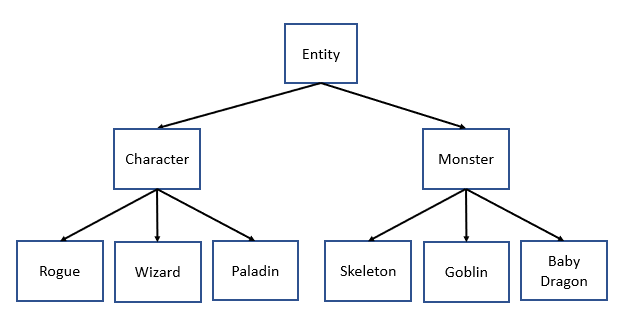 Entity
Character
Monster
Rogue
Wizard
Paladin
Skeleton
Goblin
Baby
Dragon